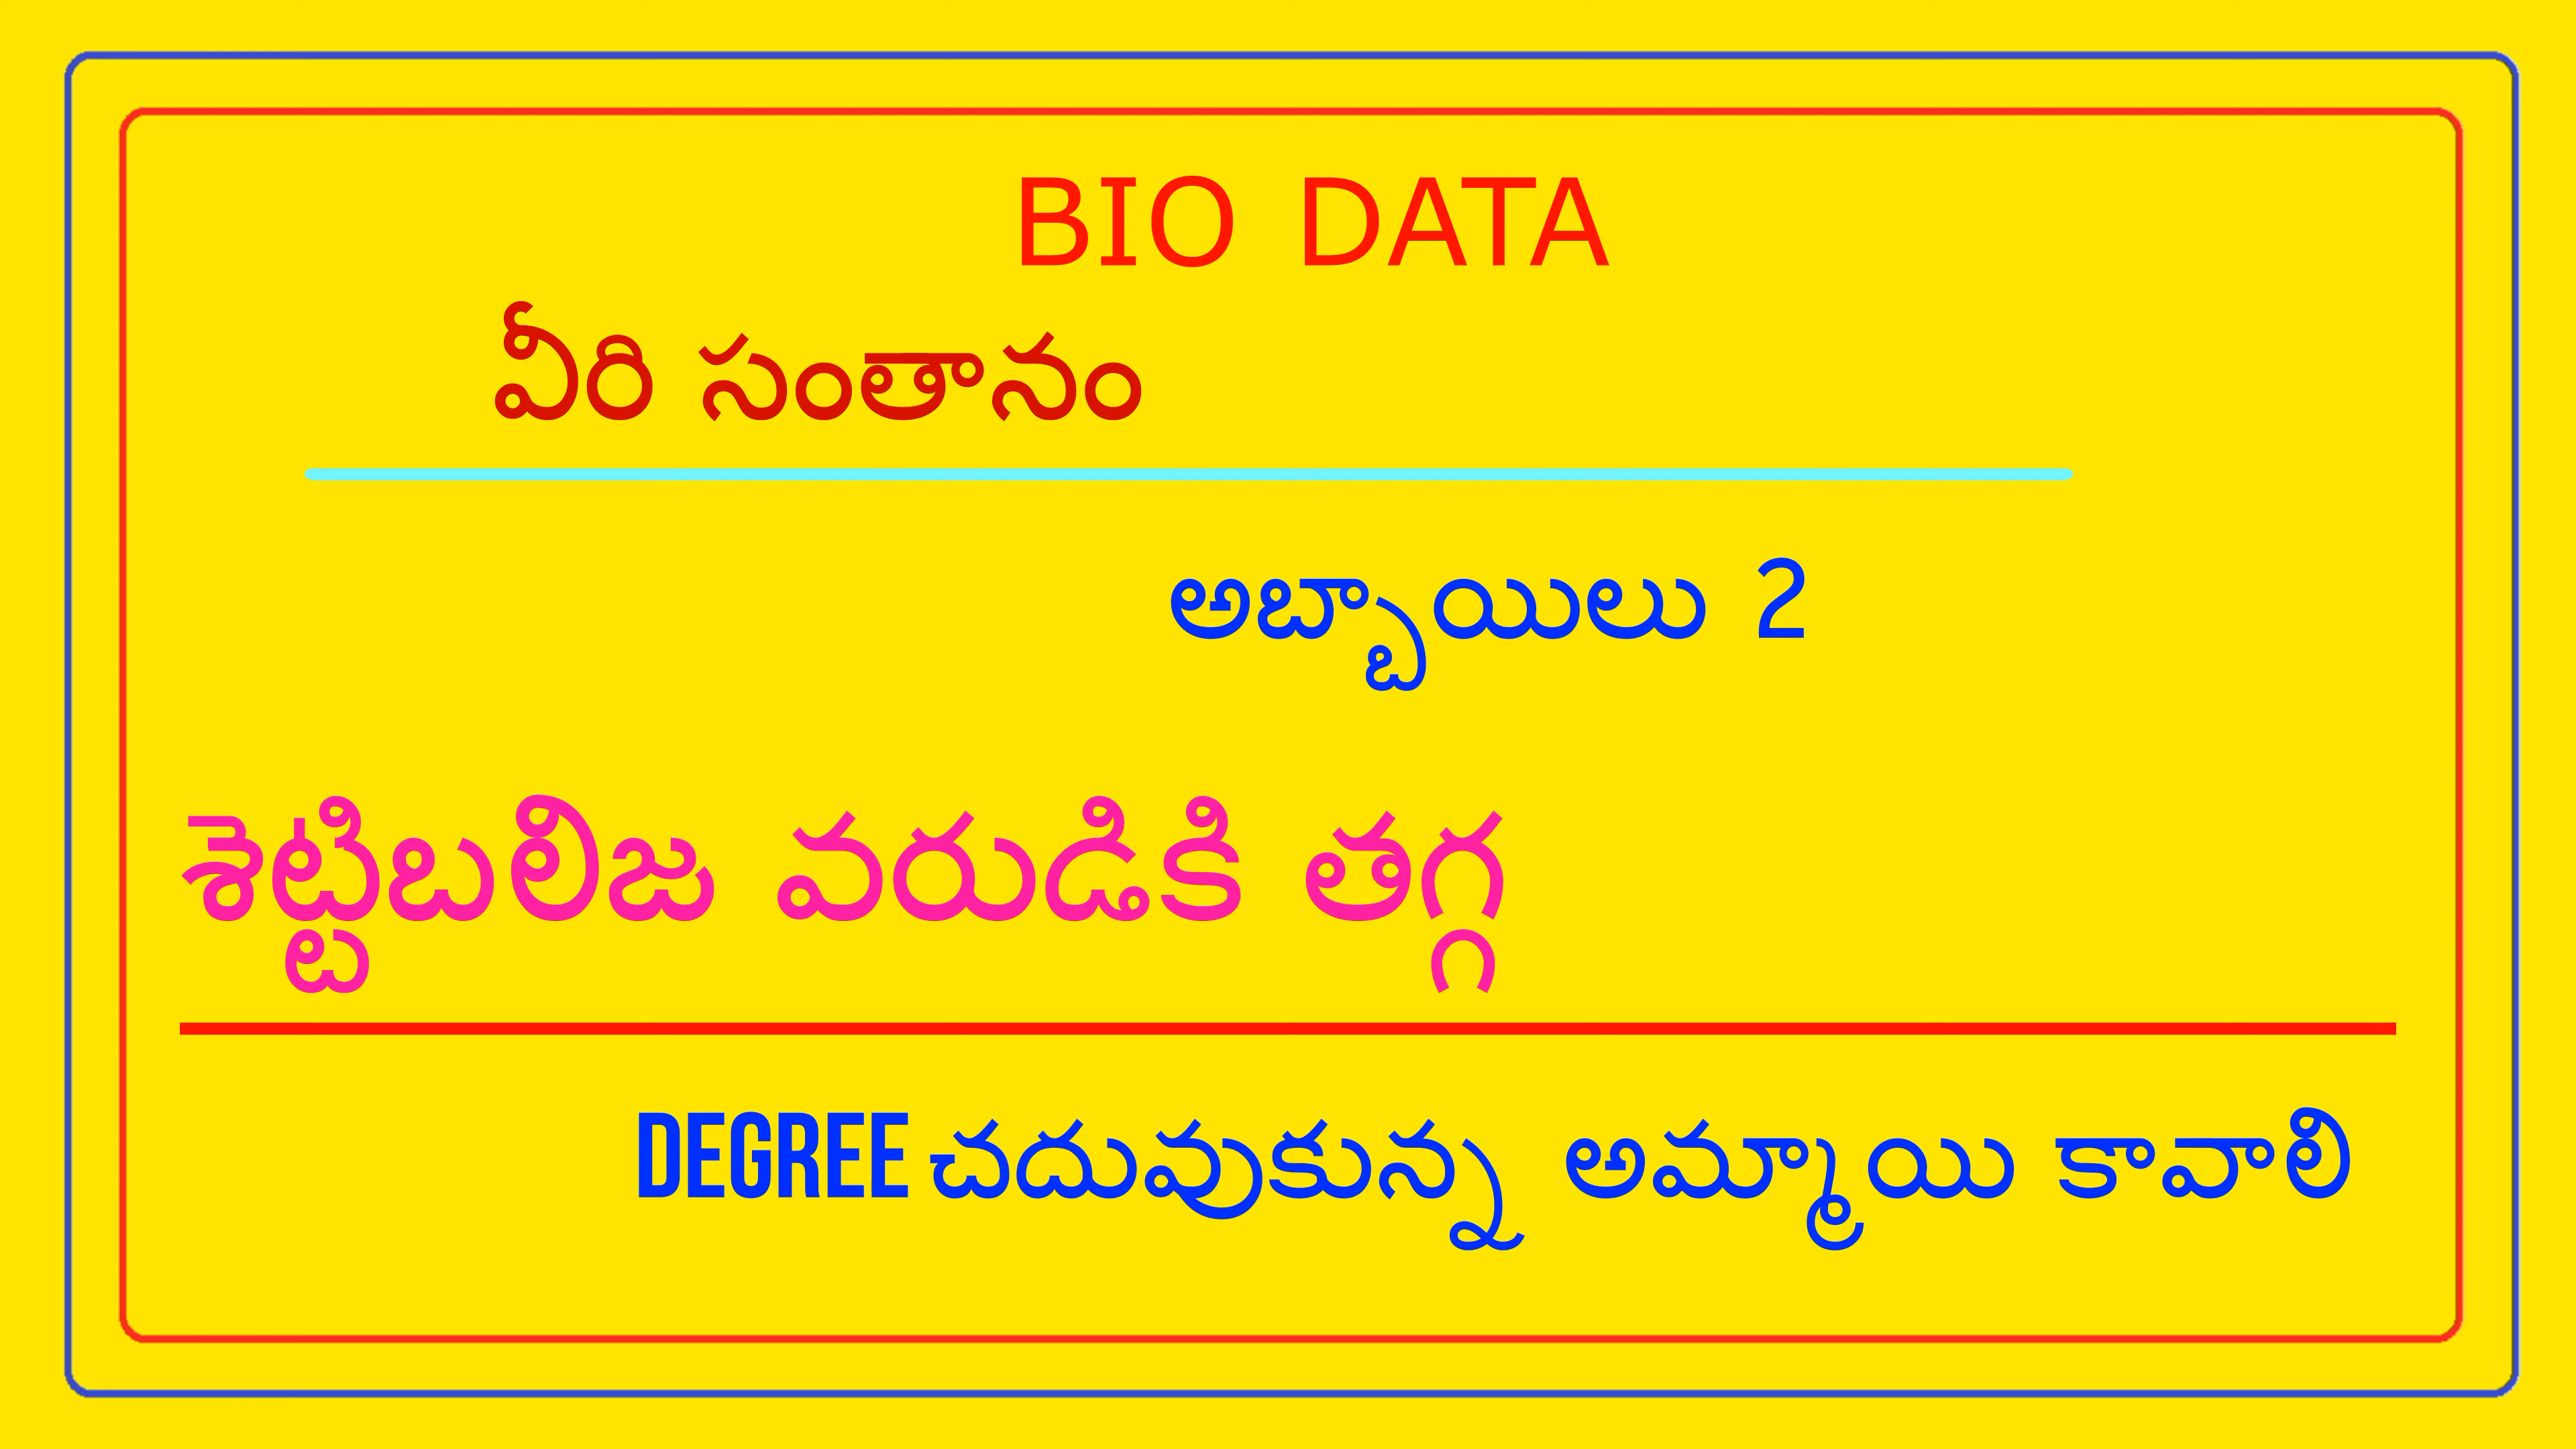 BIO DATA
వీరి సంతానం
అబ్బాయిలు 2
శెట్టిబలిజ వరుడికి తగ్గ
DEGREE చదువుకున్న అమ్మాయి కావాలి